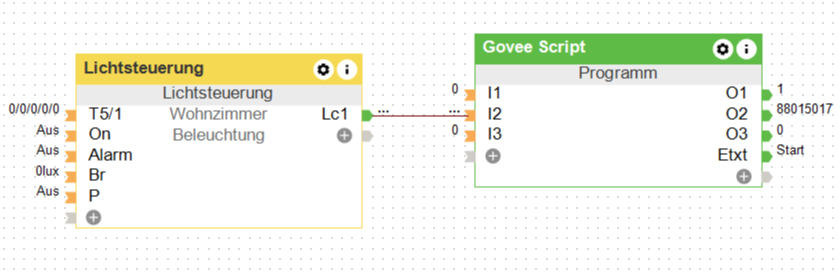 Lichtsteuerung
Lichtsteuerung
0/0/0/0/0 T5/1 Wohnzimmer Lc1 ...
Aus On Beleuchtung
Aus Alarm
0lux Br
Aus P
Govee Script
Programm
0 I1 O1 1
... I2 O2 88015017
0 I3 O3 0
Etxt Start